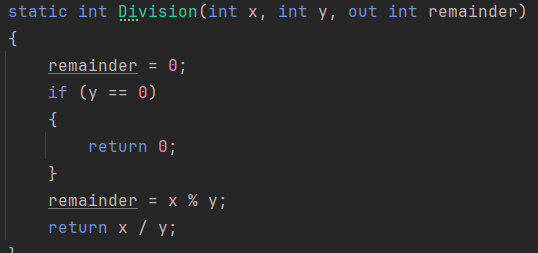 static int Division(int x, int y, out int remainder)
{
    remainder = 0;
    if (y == 0)
    {
        return 0;
    }
    remainder = x % y;
    return x / y;
}